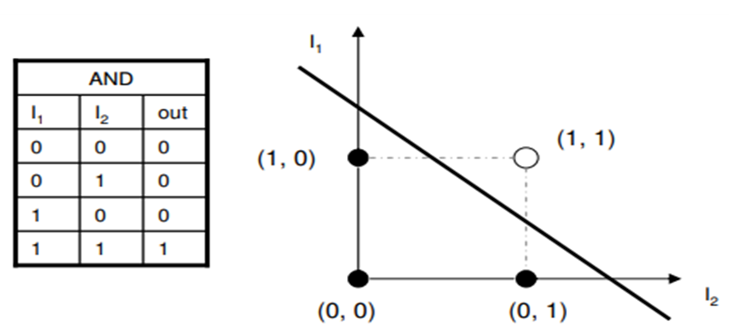 AND
I₁ I₂ out
0 0 0
0 1 0
1 0 0
1 1 1
I₁
(1, 0)
(1, 1)
(0, 0)
(0, 1)
I₂